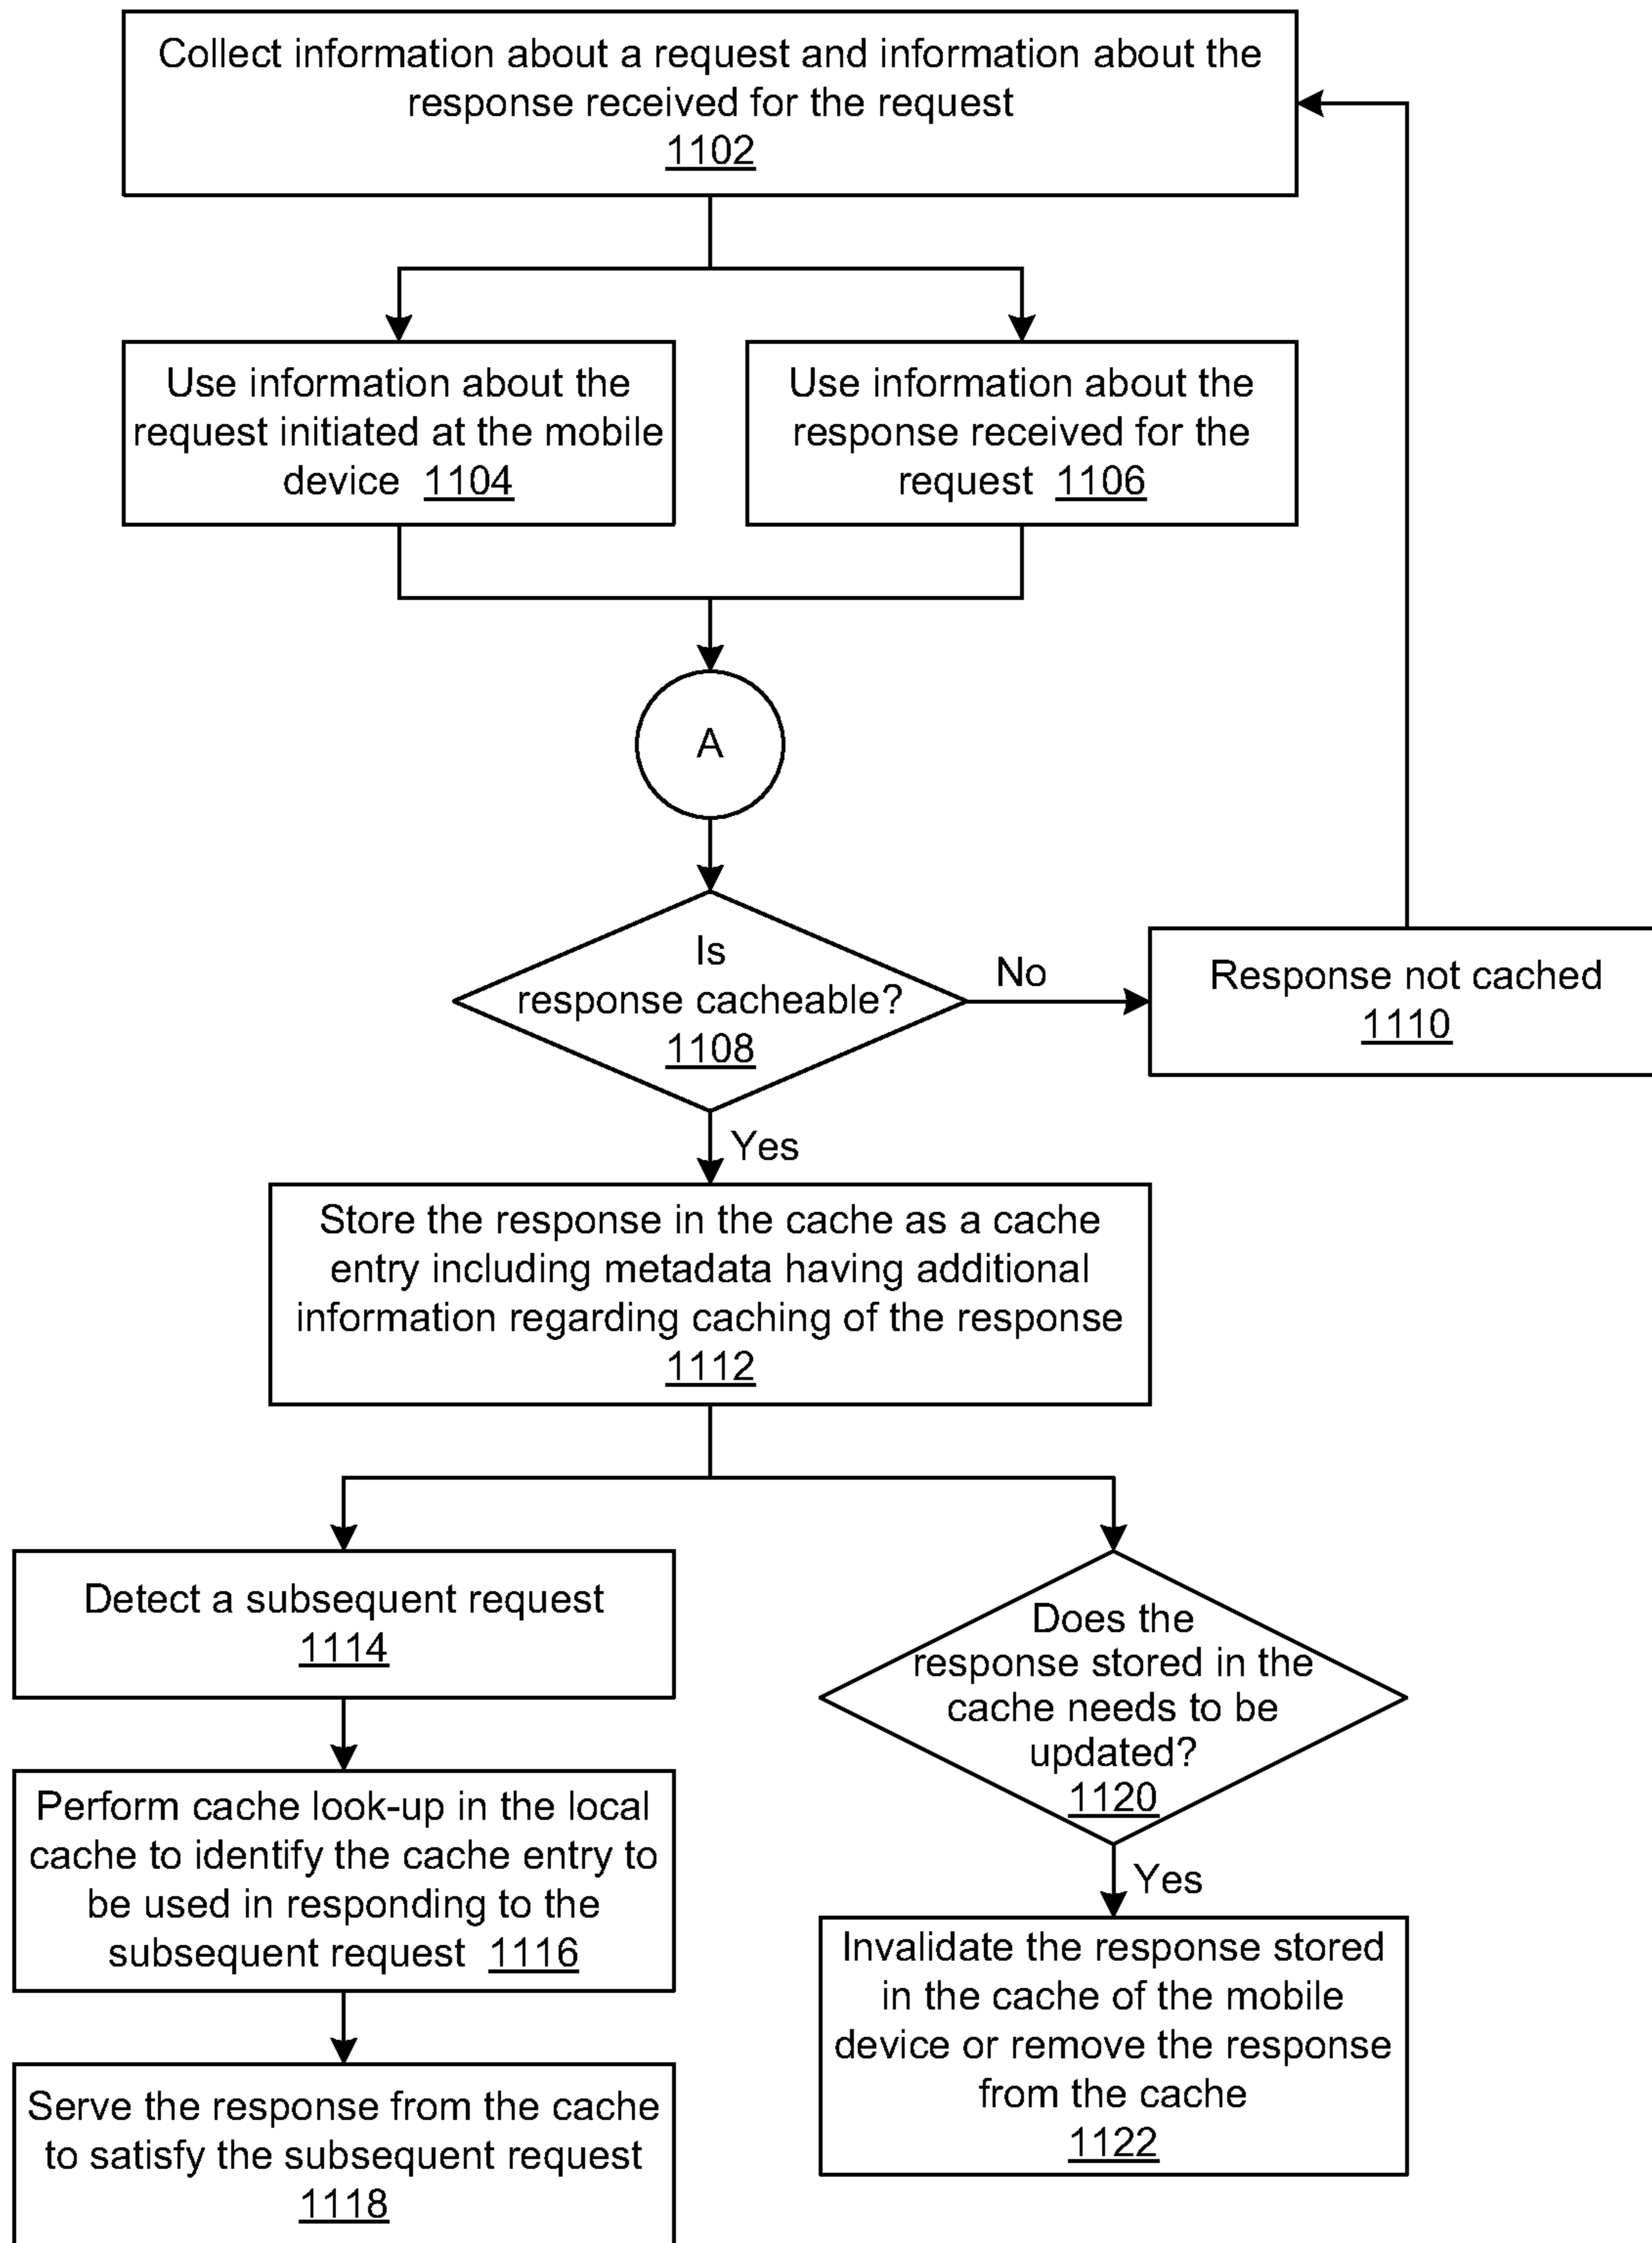 Collect information about a request and information about the
response received for the request
1102
Use information about the
request initiated at the mobile
device 1104
Use information about the
response received for the
request 1106
A
Is
response cacheable?
1108
No
Response not cached
1110
Yes
Store the response in the cache as a cache
entry including metadata having additional
information regarding caching of the response
1112
Detect a subsequent request
1114
Perform cache look-up in the local
cache to identify the cache entry to
be used in responding to the
subsequent request 1116
Serve the response from the cache
to satisfy the subsequent request
1118
Does the
response stored in the
cache needs to be
updated?
1120
Yes
Invalidate the response stored
in the cache of the mobile
device or remove the response
from the cache
1122